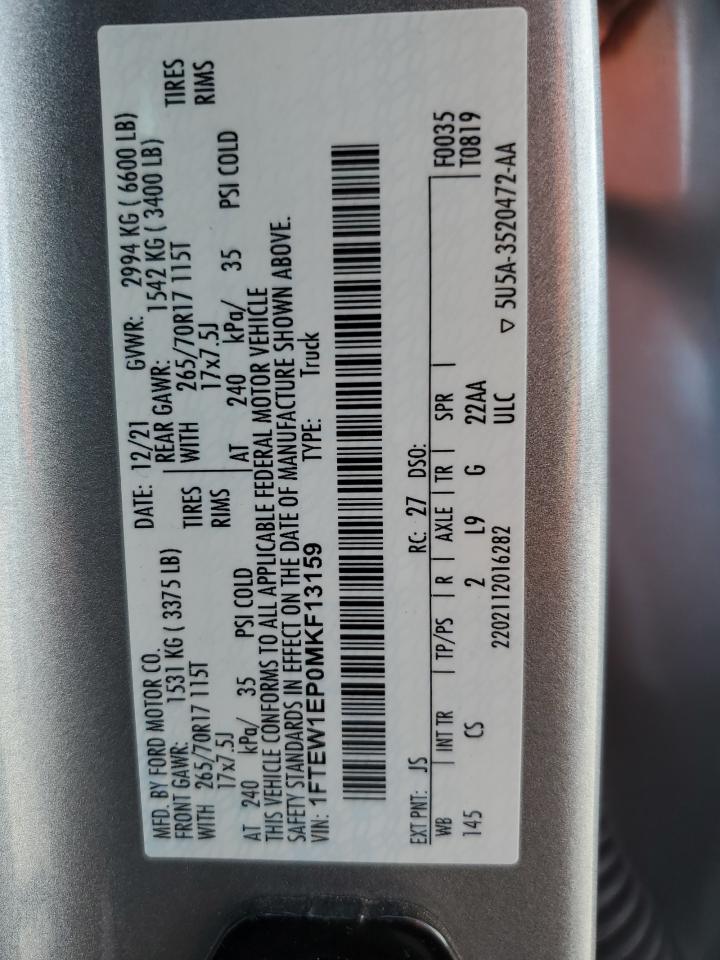 MFD. BY FORD MOTOR CO.
DATE: 12/21 GVWR: 2994 KG ( 6600 LB)
FRONT GAWR: 1531 KG ( 3375 LB) REAR GAWR: 1542 KG ( 3400 LB)
WITH 265/70R17 115T TIRES WITH 265/70R17 115T TIRES
17x7.5J RIMS 17x7.5J RIMS
AT 240 kPa/ 35 PSI COLD AT 240 kPa/ 35 PSI COLD
THIS VEHICLE CONFORMS TO ALL APPLICABLE FEDERAL MOTOR VEHICLE
SAFETY STANDARDS IN EFFECT ON THE DATE OF MANUFACTURE SHOWN ABOVE.
VIN: 1FTEW1EP0MKF13159 TYPE: Truck
EXT PNT: JS RC: 27 DSO: F0035
WB INT TR TP/PS R AXLE TR SPR T0819
145 CS 2 L9 G 22AA
2202112016282 ULC ▽ 5U5A-3520472-AA